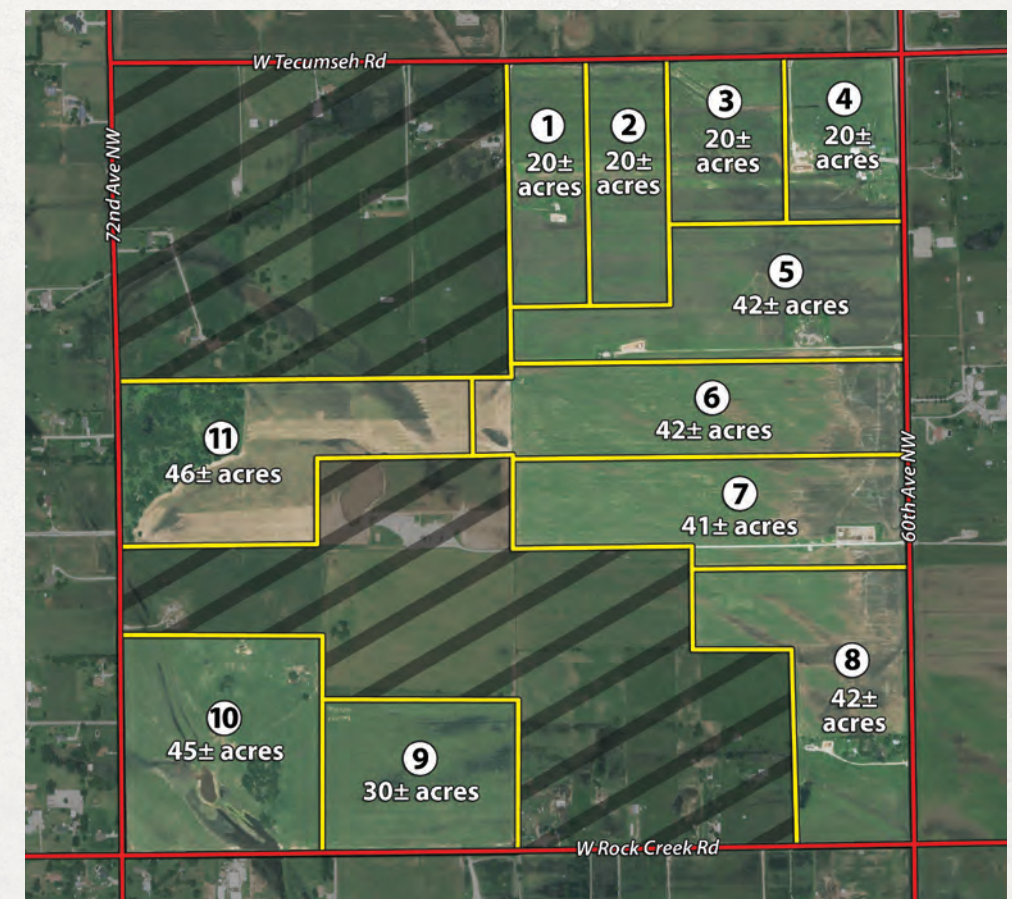 W Tecumseh Rd
72nd Ave NW
1
20±
acres
2
20±
acres
3
20±
acres
4
20±
acres
5
42± acres
6
42± acres
11
46± acres
7
41± acres
60th Ave NW
8
42±
acres
10
45± acres
9
30± acres
W Rock Creek Rd